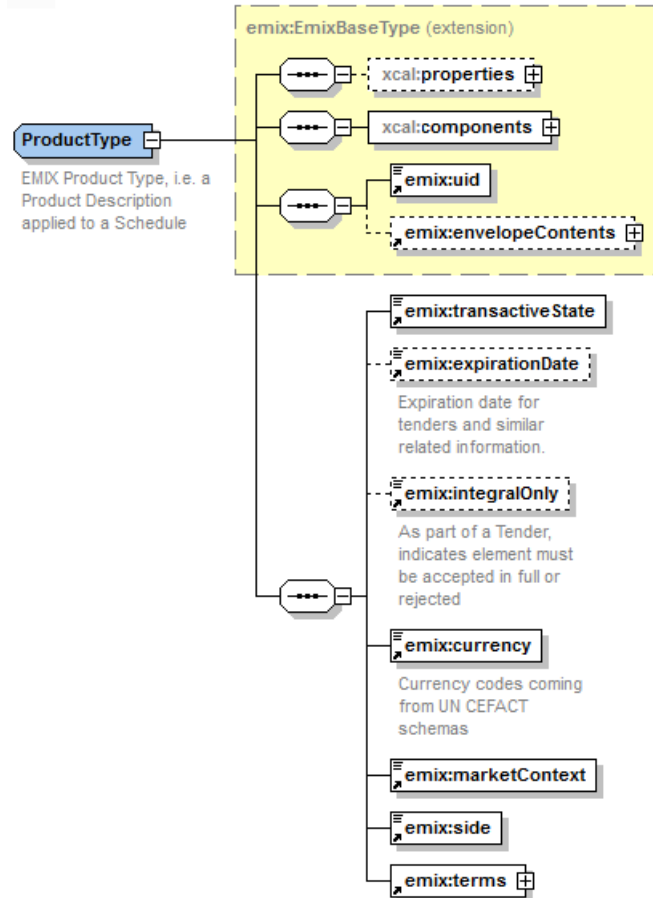 emix:EmixBaseType (extension)
xcal:properties
xcal:components
ProductType
EMIX Product Type, i.e. a
Product Description
applied to a Schedule
emix:uid
emix:envelopeContents
emix:transactiveState
emix:expirationDate
Expiration date for
tenders and similar
related information.
emix:integralOnly
As part of a Tender,
indicates element must
be accepted in full or
rejected
emix:currency
Currency codes coming
from UN CEFACT
schemas
emix:marketContext
emix:side
emix:terms